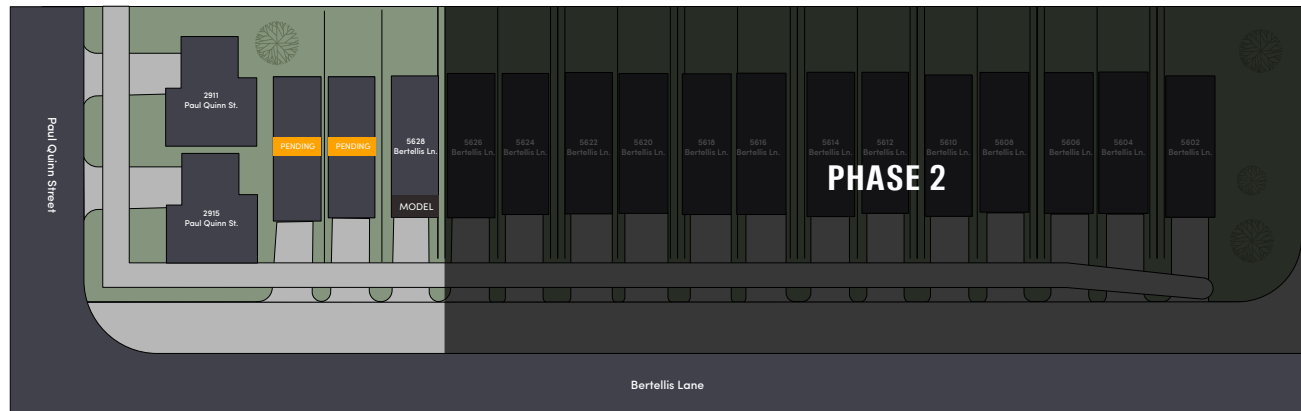 2911
Paul Quinn St.
2915
Paul Quinn St.
Paul Quinn Street
PENDING
PENDING
5628
Bertellis Ln.
MODEL
5626
Bertellis Ln.
5624
Bertellis Ln.
5622
Bertellis Ln.
5620
Bertellis Ln.
5618
Bertellis Ln.
5616
Bertellis Ln.
5614
Bertellis Ln.
5612
Bertellis Ln.
5610
Bertellis Ln.
5608
Bertellis Ln.
5606
Bertellis Ln.
5604
Bertellis Ln.
5602
Bertellis Ln.
PHASE 2
Bertellis Lane